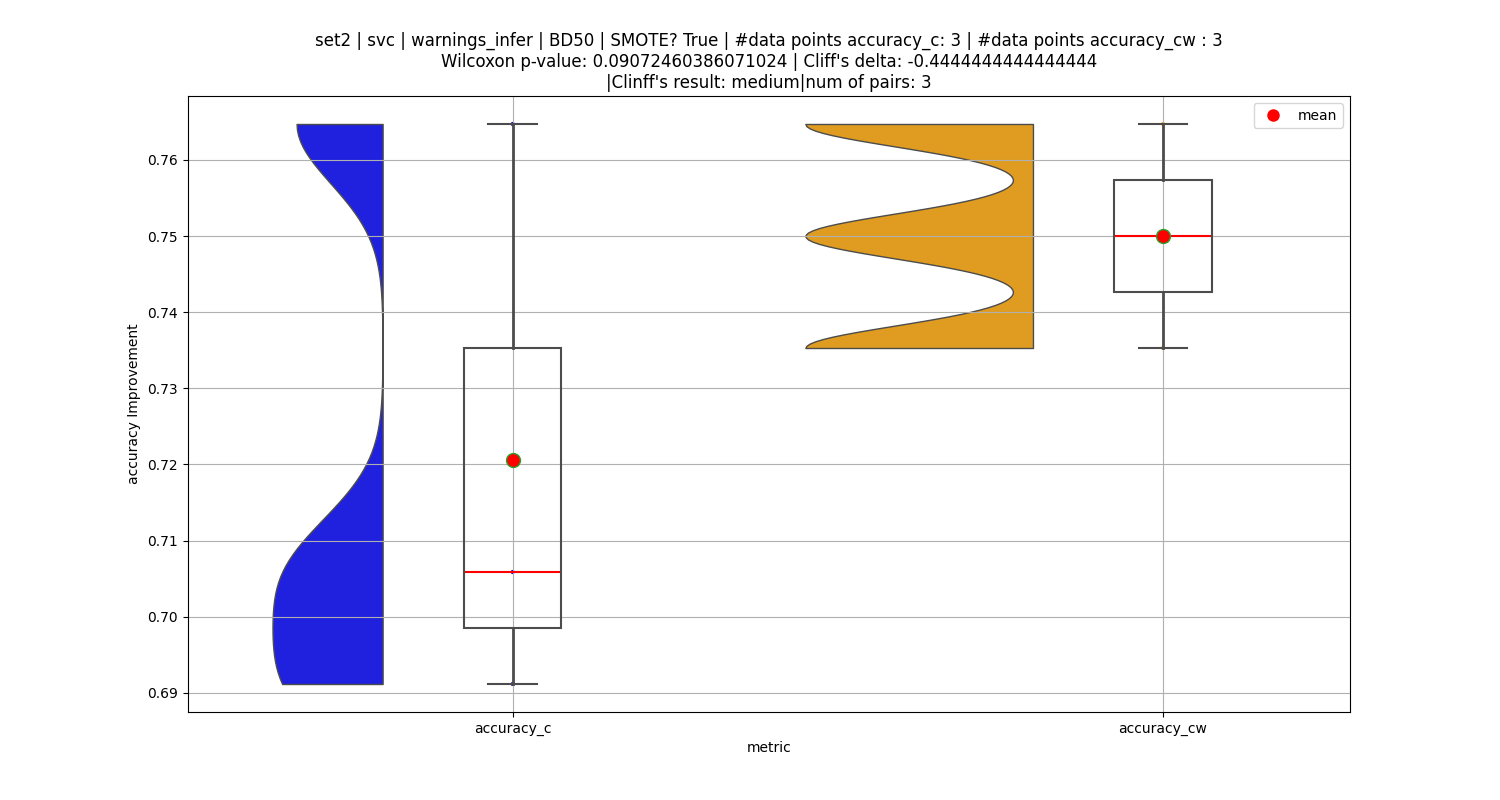 set2 | svc | warnings_infer | BD50 | SMOTE? True | #data points accuracy_c: 3 | #data points accuracy_cw : 3
Wilcoxon p-value: 0.09072460386071024 | Cliff's delta: -0.4444444444444444
|Clinff's result: medium|num of pairs: 3
mean
0.76
0.75
0.74
0.73
0.72
0.71
0.70
0.69
accuracy Improvement
accuracy_c
accuracy_cw
metric